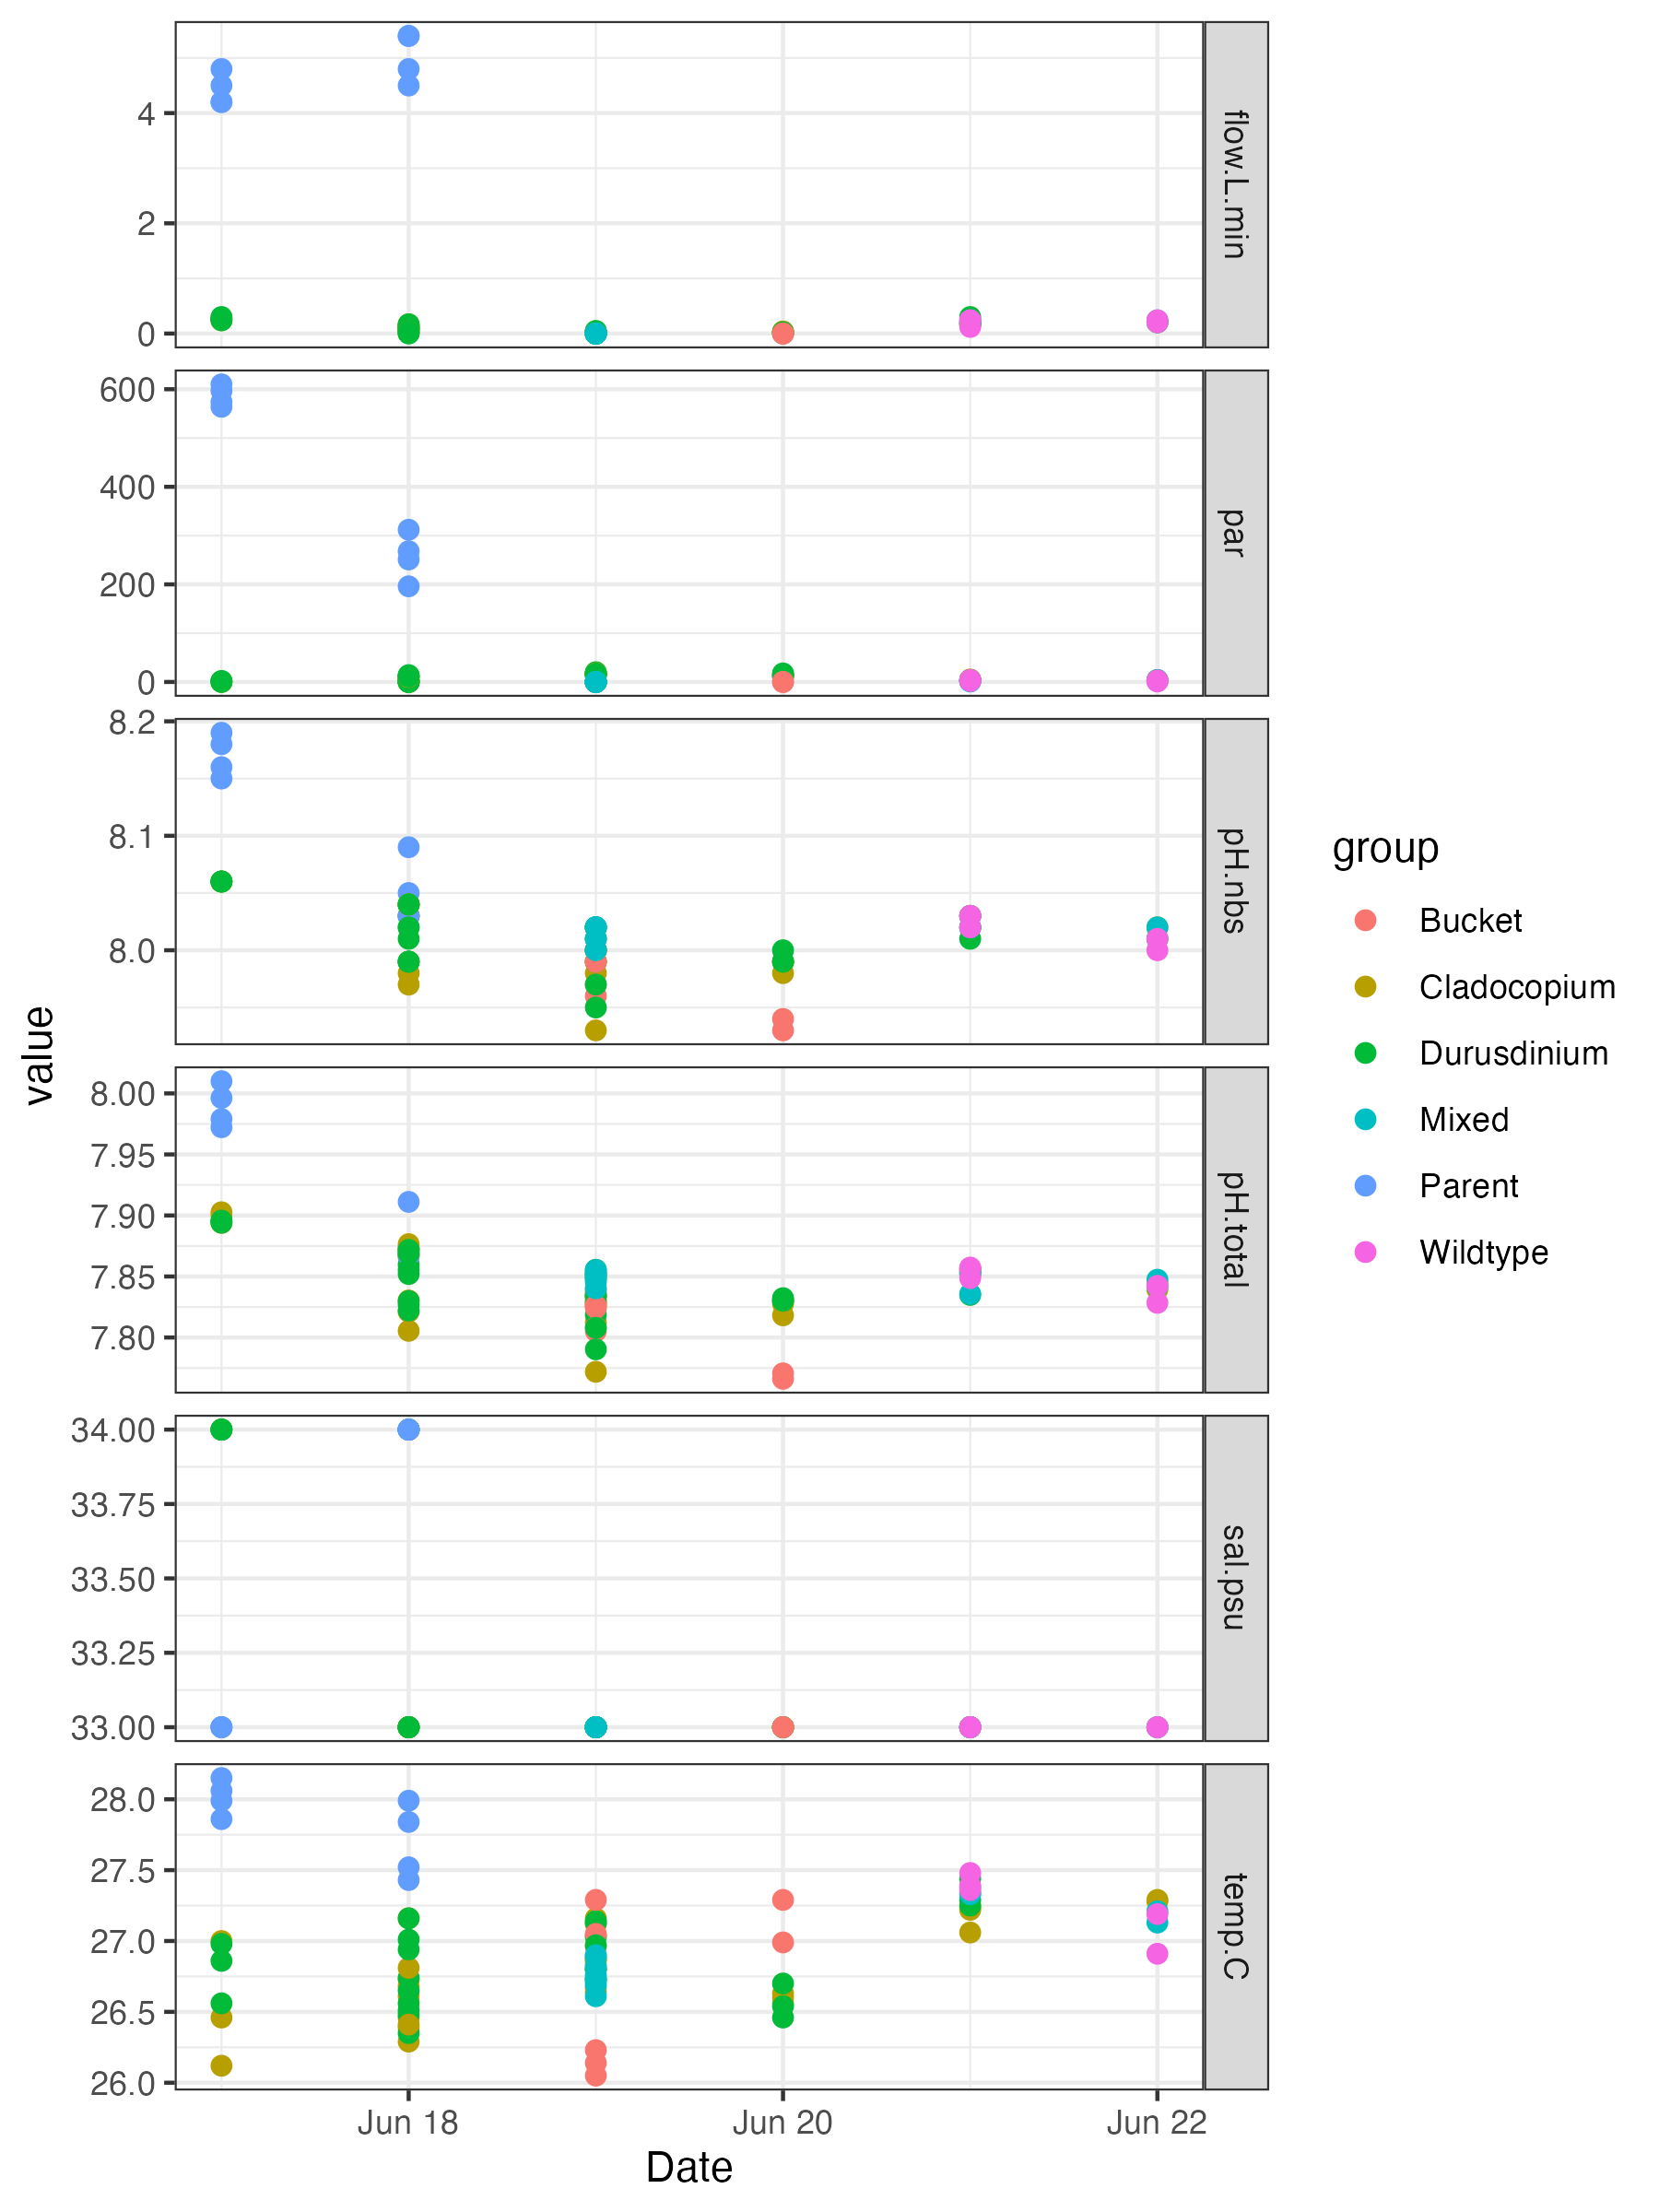 flow.L.min
4
2
0
par
600
400
200
0
pH.nbs
8.2
8.1
8.0
pH.total
8.00
7.95
7.90
7.85
7.80
sal.psu
34.00
33.75
33.50
33.25
33.00
temp.C
28.0
27.5
27.0
26.5
26.0
Jun 18
Jun 20
Jun 22
Date
value
group
Bucket
Cladocopium
Durusdinium
Mixed
Parent
Wildtype